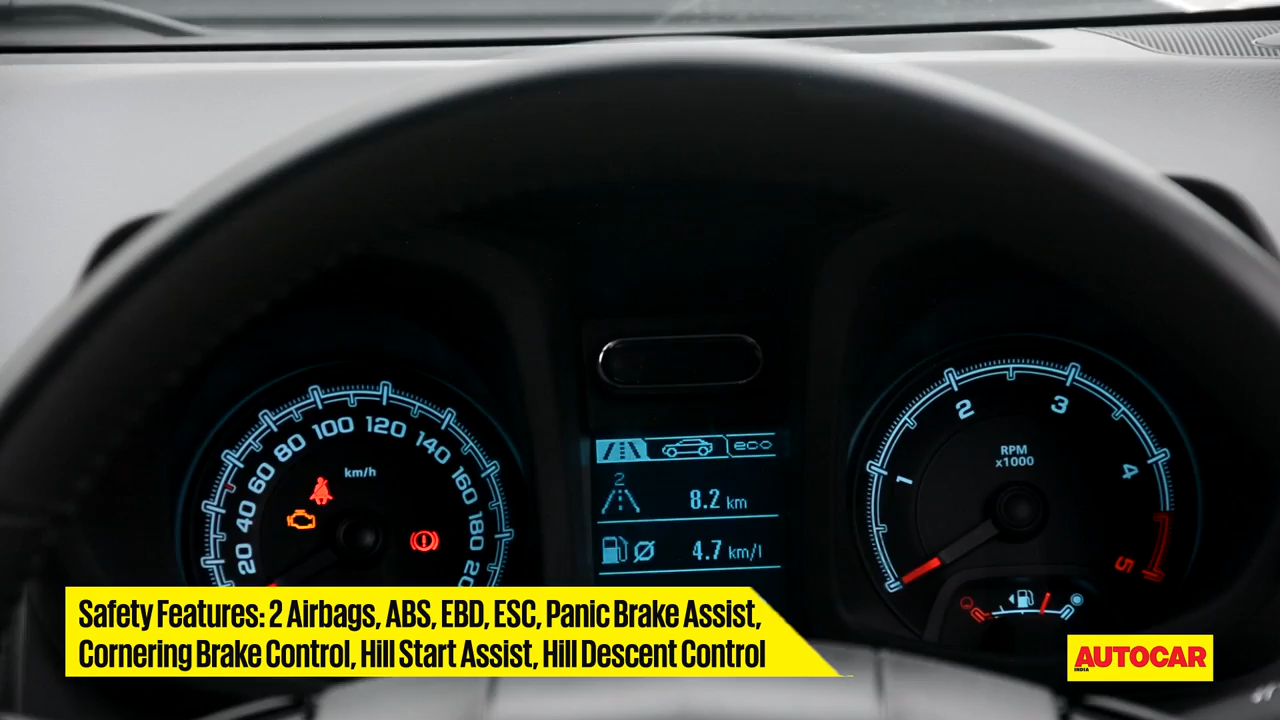 20
40
60
80
100
120
140
160
180
20
km/h
eco
2
8.2 km
4.7 km/l
1
2
3
4
5
RPM
x1000
Safety Features: 2 Airbags, ABS, EBD, ESC, Panic Brake Assist,
Cornering Brake Control, Hill Start Assist, Hill Descent Control
AUTOCAR
INDIA